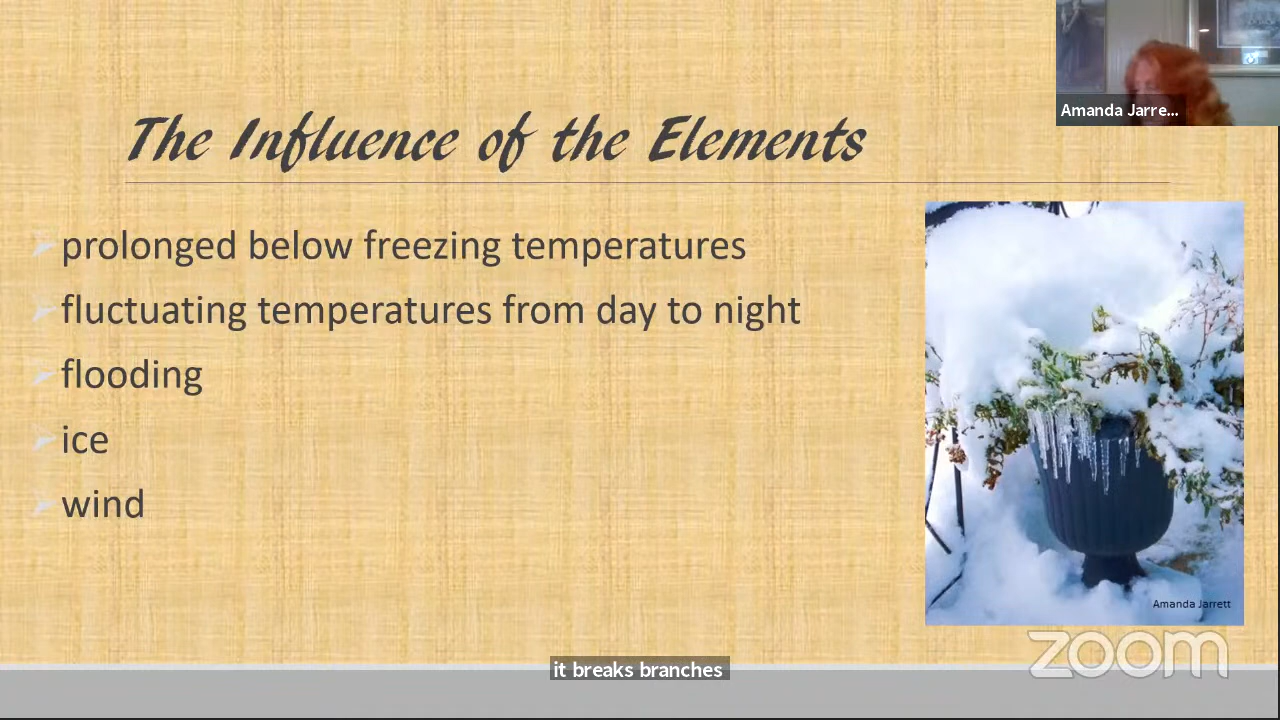 Amanda Jarre...
The Influence of the Elements
prolonged below freezing temperatures
fluctuating temperatures from day to night
flooding
ice
wind
Amanda Jarrett
zoom
it breaks branches